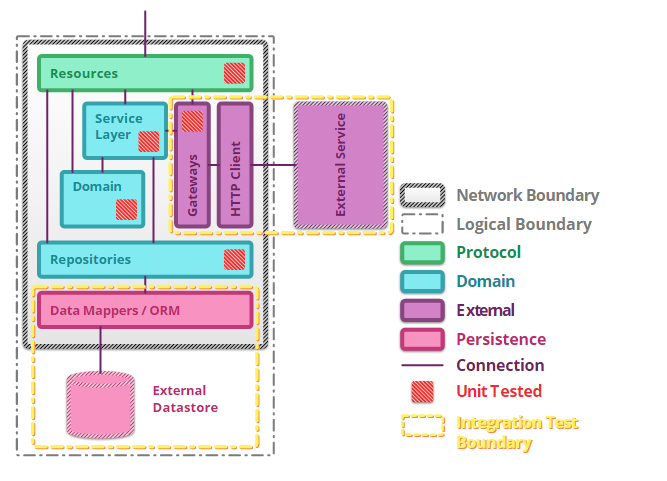 Resources
Service
Layer
Domain
Gateways
HTTP Client
External Service
Repositories
Data Mappers / ORM
External
Datastore
Network Boundary
Logical Boundary
Protocol
Domain
External
Persistence
Connection
Unit Tested
Integration Test
Boundary